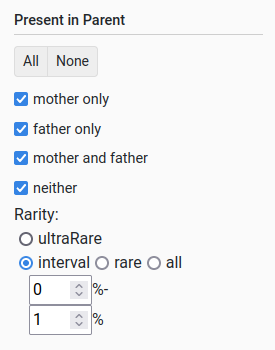 Present in Parent
All None
mother only
father only
mother and father
neither
Rarity:
ultraRare
interval rare all
0 %-
1 %